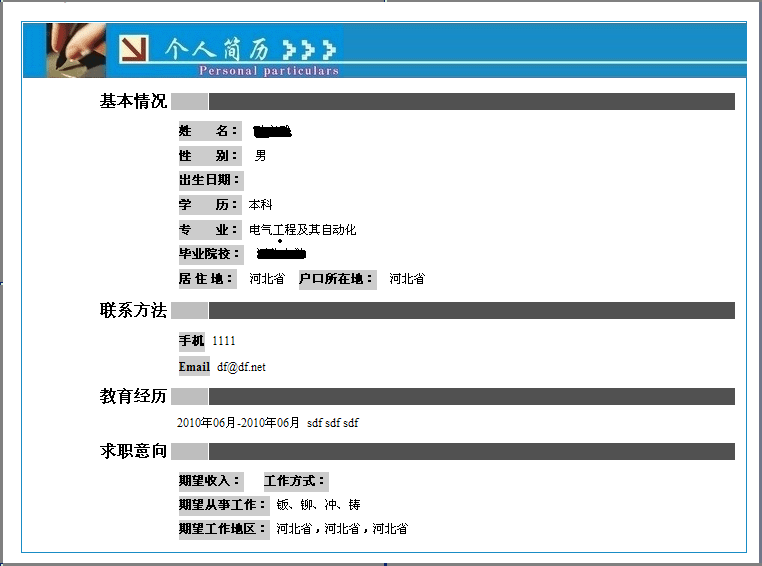 个人简历
Personal particulars
基本情况
姓 名：
性 别： 男
出生日期：
学 历： 本科
专 业： 电气工程及其自动化
毕业院校：
居 住 地： 河北省 户口所在地： 河北省
联系方法
手机 1111
Email df@df.net
教育经历
2010年06月-2010年06月 sdf sdf sdf
求职意向
期望收入： 工作方式：
期望从事工作： 钣、铆、冲、铸
期望工作地区： 河北省，河北省，河北省